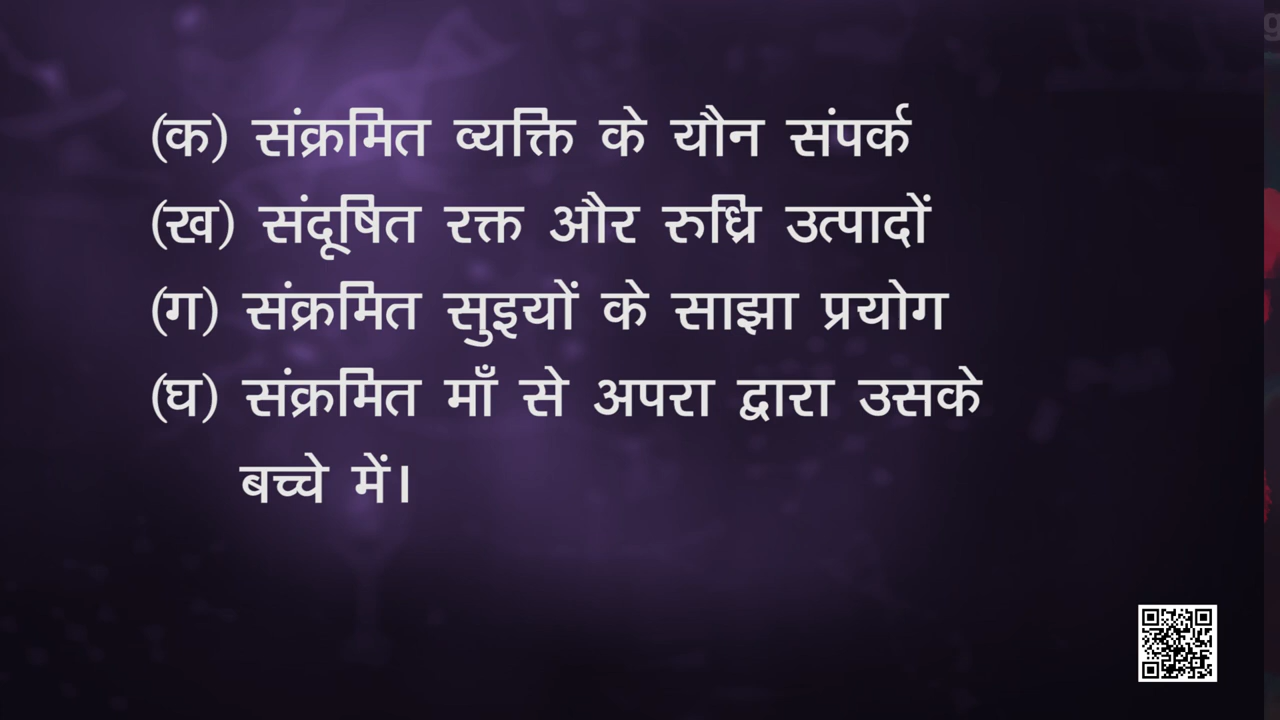 (क) संक्रमित व्यक्ति के यौन संपर्क
(ख) संदूषित रक्त और रुध्रि उत्पादों
(ग) संक्रमित सुइयों के साझा प्रयोग
(घ) संक्रमित माँ से अपरा द्वारा उसके
बच्चे में।